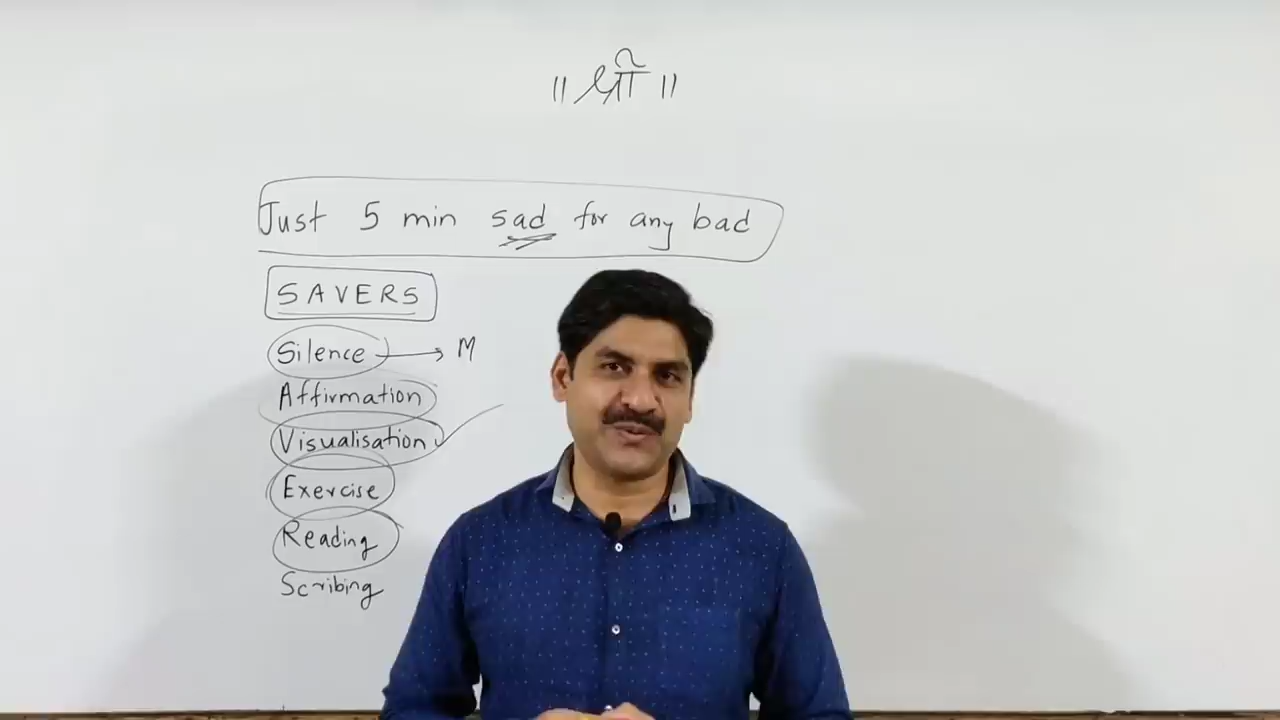 ॥ श्री ॥
Just 5 min sad for any bad
SAVERS
Silence → M
Affirmation
Visualisation
Exercise
Reading
Scribing